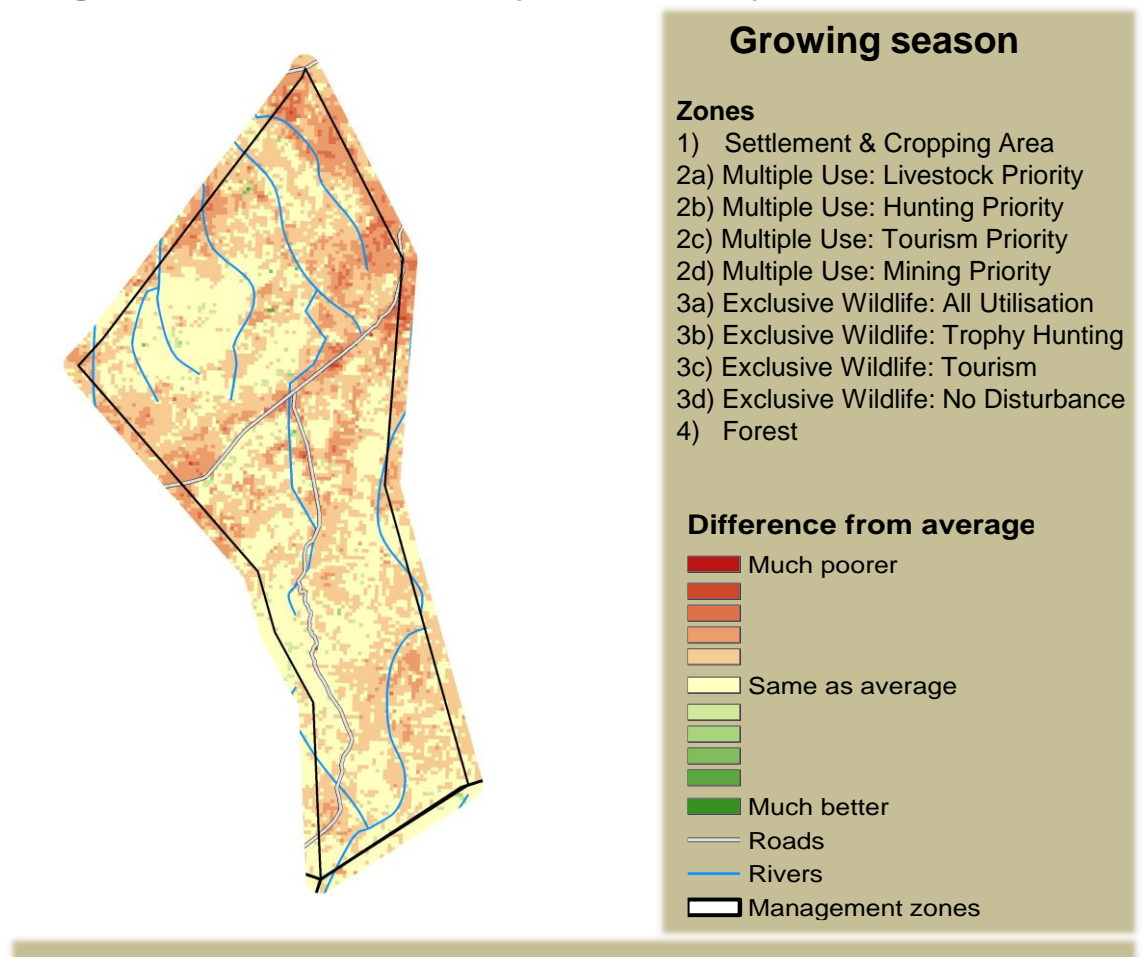 Growing season
Zones
1) Settlement & Cropping Area
2a) Multiple Use: Livestock Priority
2b) Multiple Use: Hunting Priority
2c) Multiple Use: Tourism Priority
2d) Multiple Use: Mining Priority
3a) Exclusive Wildlife: All Utilisation
3b) Exclusive Wildlife: Trophy Hunting
3c) Exclusive Wildlife: Tourism
3d) Exclusive Wildlife: No Disturbance
4) Forest
Difference from average
Much poorer
Same as average
Much better
Roads
Rivers
Management zones